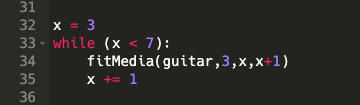 31
32 x = 3
33 while (x < 7):
34     fitMedia(guitar,3,x,x+1)
35     x += 1
36